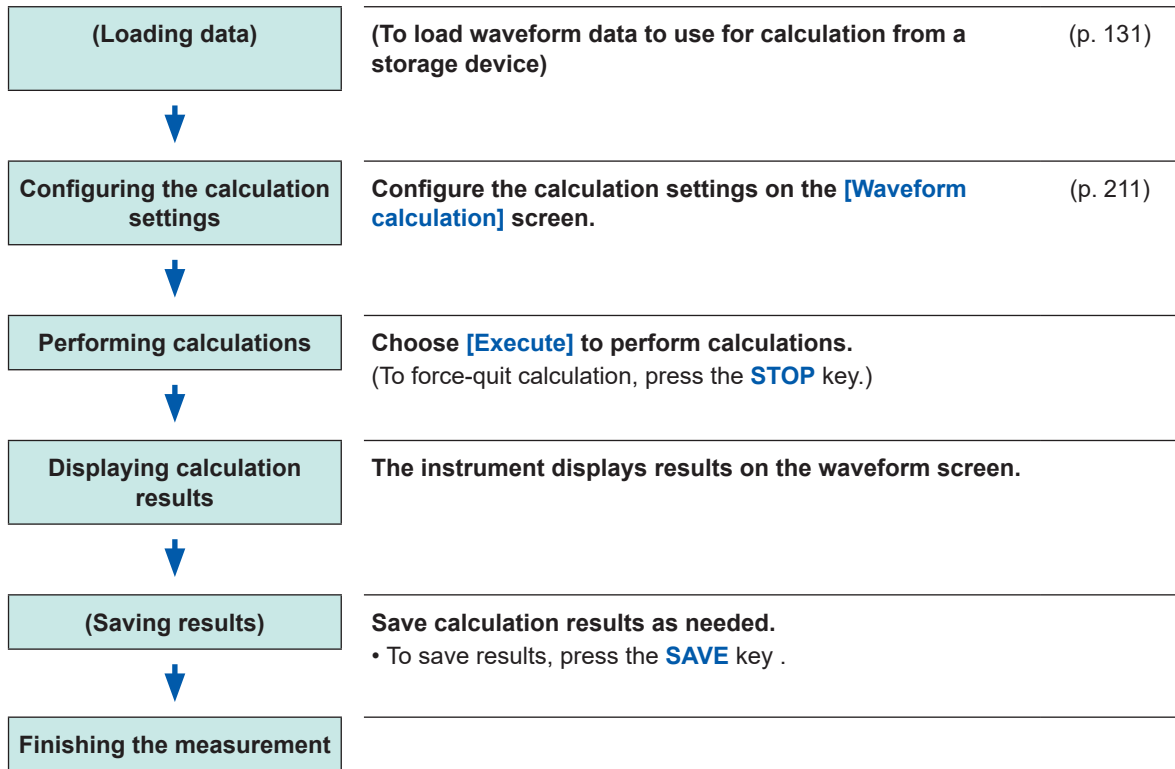 (Loading data)
(To load waveform data to use for calculation from a
storage device)
(p. 131)
Configuring the calculation
settings
Configure the calculation settings on the [Waveform
calculation] screen.
(p. 211)
Performing calculations
Choose [Execute] to perform calculations.
(To force-quit calculation, press the STOP key.)
Displaying calculation
results
The instrument displays results on the waveform screen.
(Saving results)
Save calculation results as needed.
• To save results, press the SAVE key .
Finishing the measurement